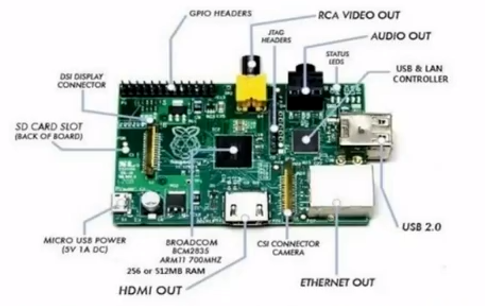 GPIO HEADERS
RCA VIDEO OUT
JTAG
HEADERS
AUDIO OUT
STATUS
LEDS
DSI DISPLAY
CONNECTOR
USB & LAN
CONTROLLER
SD CARD SLOT
(BACK OF BOARD)
USB 2.0
MICRO USB POWER
(5V 1A DC)
BROADCOM
BCM2835
ARM11 700MHZ
256 or 512MB RAM
HDMI OUT
CSI CONNECTOR
CAMERA
ETHERNET OUT